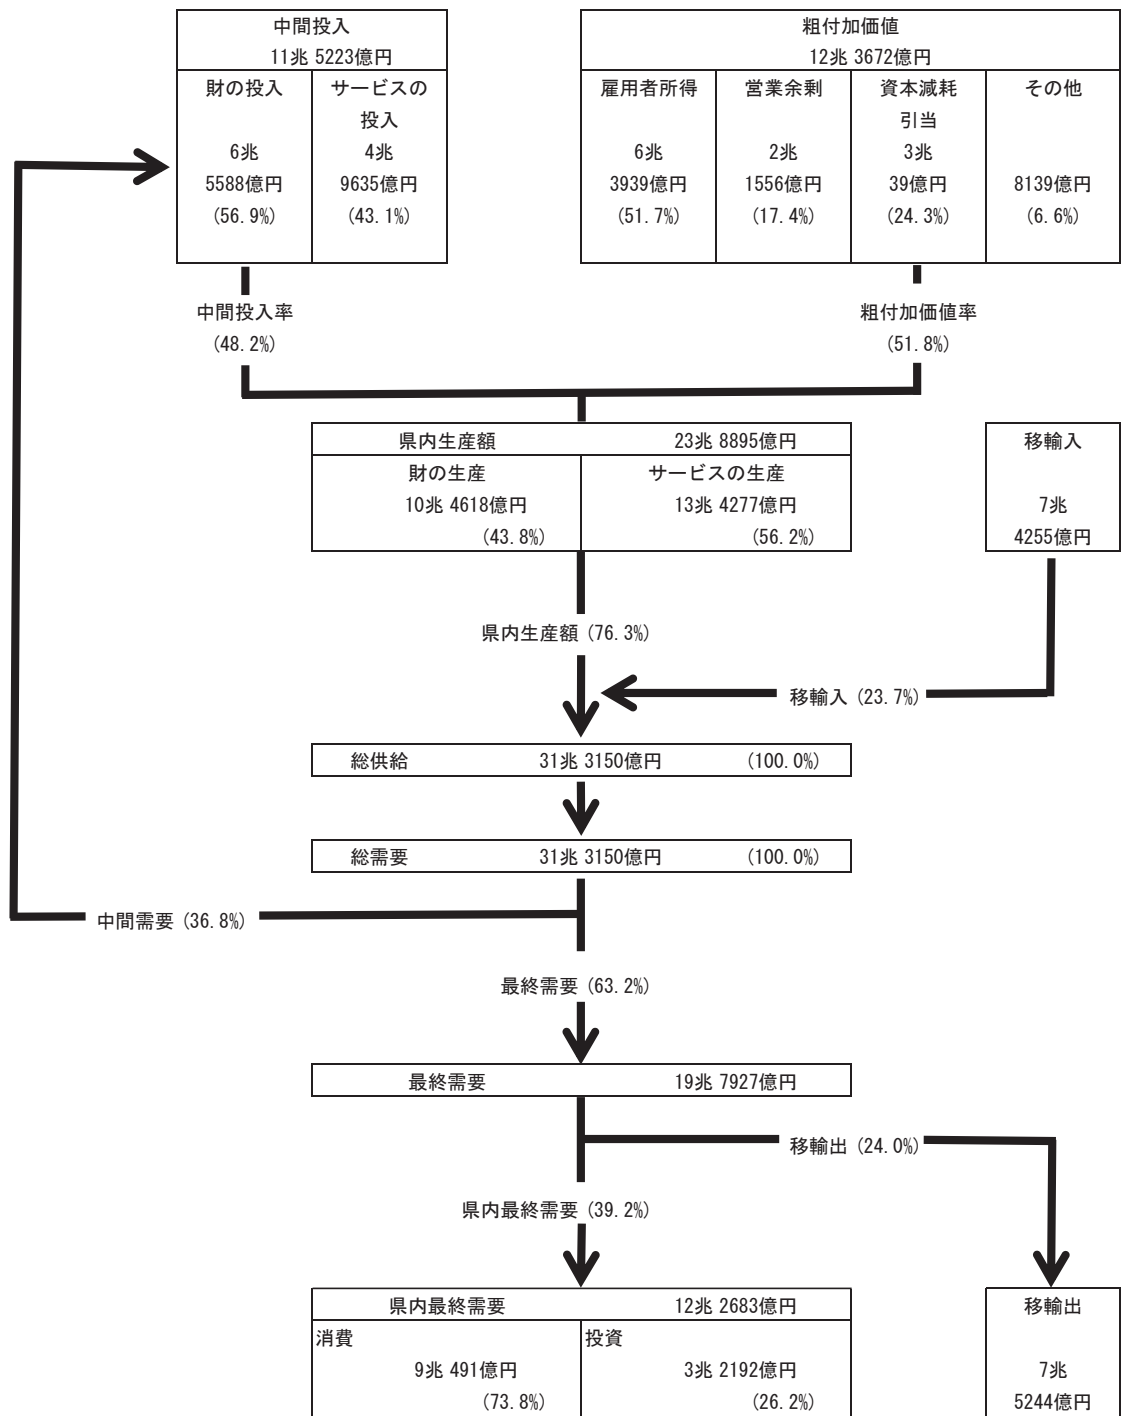 中間投入
11兆 5223億円
財の投入
6兆
5588億円
(56.9%)
サービスの
投入
4兆
9635億円
(43.1%)
粗付加価値
12兆 3672億円
雇用者所得
6兆
3939億円
(51.7%)
営業余剰
2兆
1556億円
(17.4%)
資本減耗
引当
3兆
39億円
(24.3%)
その他
8139億円
(6.6%)
中間投入率
(48.2%)
粗付加価値率
(51.8%)
県内生産額 23兆 8895億円
財の生産
10兆 4618億円
(43.8%)
サービスの生産
13兆 4277億円
(56.2%)
移輸入
7兆
4255億円
県内生産額 (76.3%)
移輸入 (23.7%)
総供給 31兆 3150億円 (100.0%)
総需要 31兆 3150億円 (100.0%)
中間需要 (36.8%)
最終需要 (63.2%)
最終需要 19兆 7927億円
移輸出 (24.0%)
県内最終需要 (39.2%)
県内最終需要 12兆 2683億円
消費
9兆 491億円
(73.8%)
投資
3兆 2192億円
(26.2%)
移輸出
7兆
5244億円